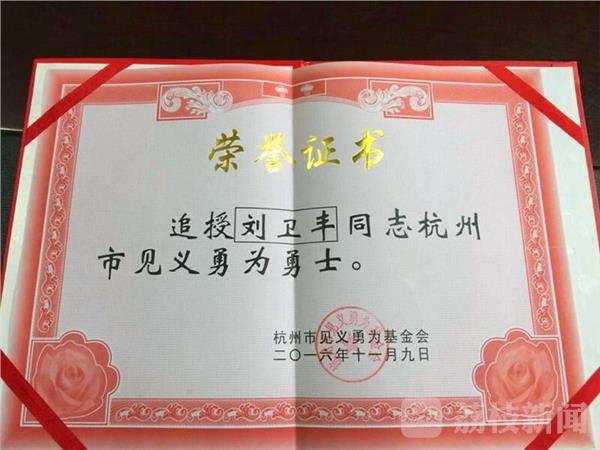 荣誉证书
追授刘卫丰同志杭州
市见义勇为勇士。
杭州市见义勇为基金会
二〇一六年十一月九日
荔枝新闻